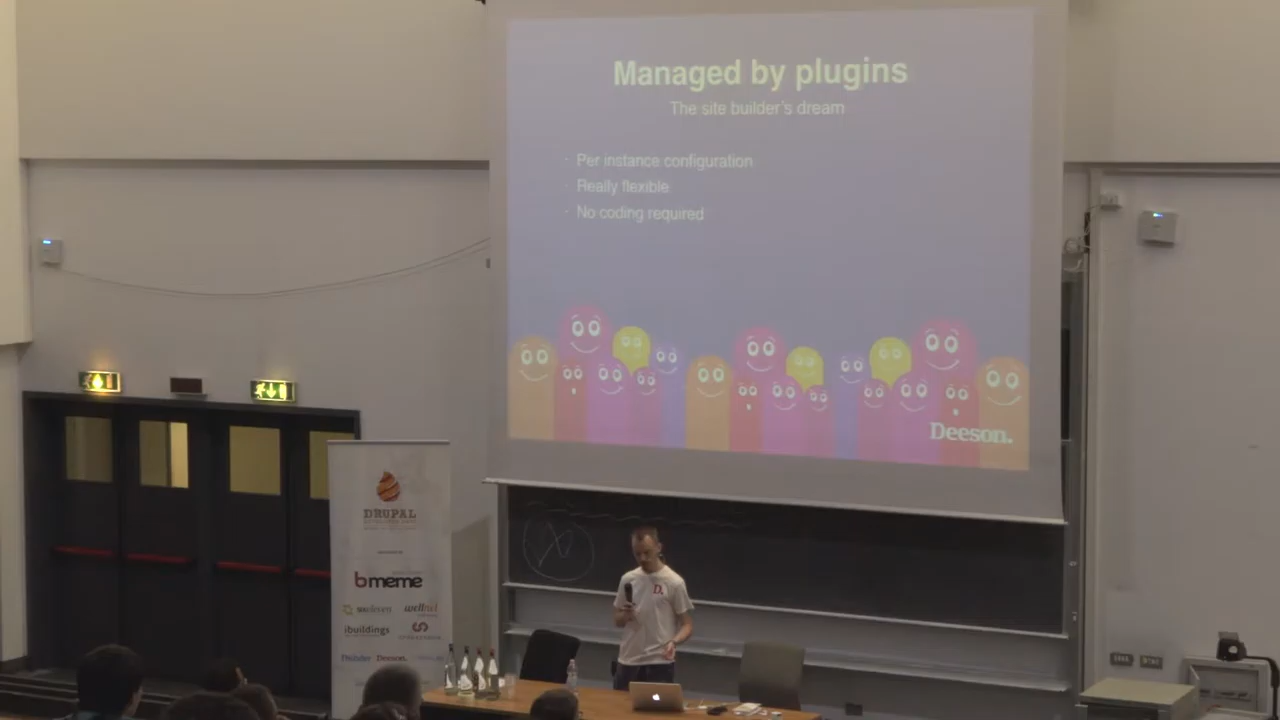 Managed by plugins
The site builder's dream
· Per instance configuration
· Really flexible
· No coding required
Deeson.
DRUPAL
bmeme
wellnet
ibuildings
Deeson.
D.